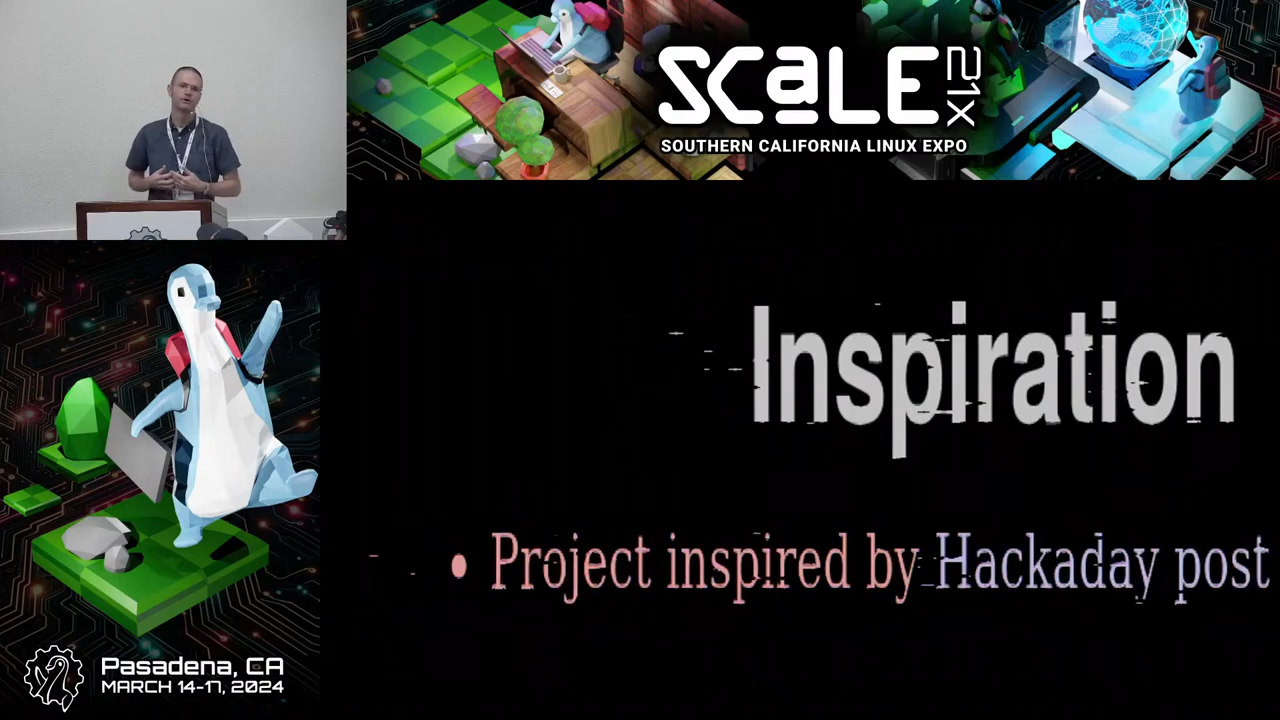 SCaLE 21x
SOUTHERN CALIFORNIA LINUX EXPO
Inspiration
• Project inspired by Hackaday post
Pasadena, CA
MARCH 14-17, 2024